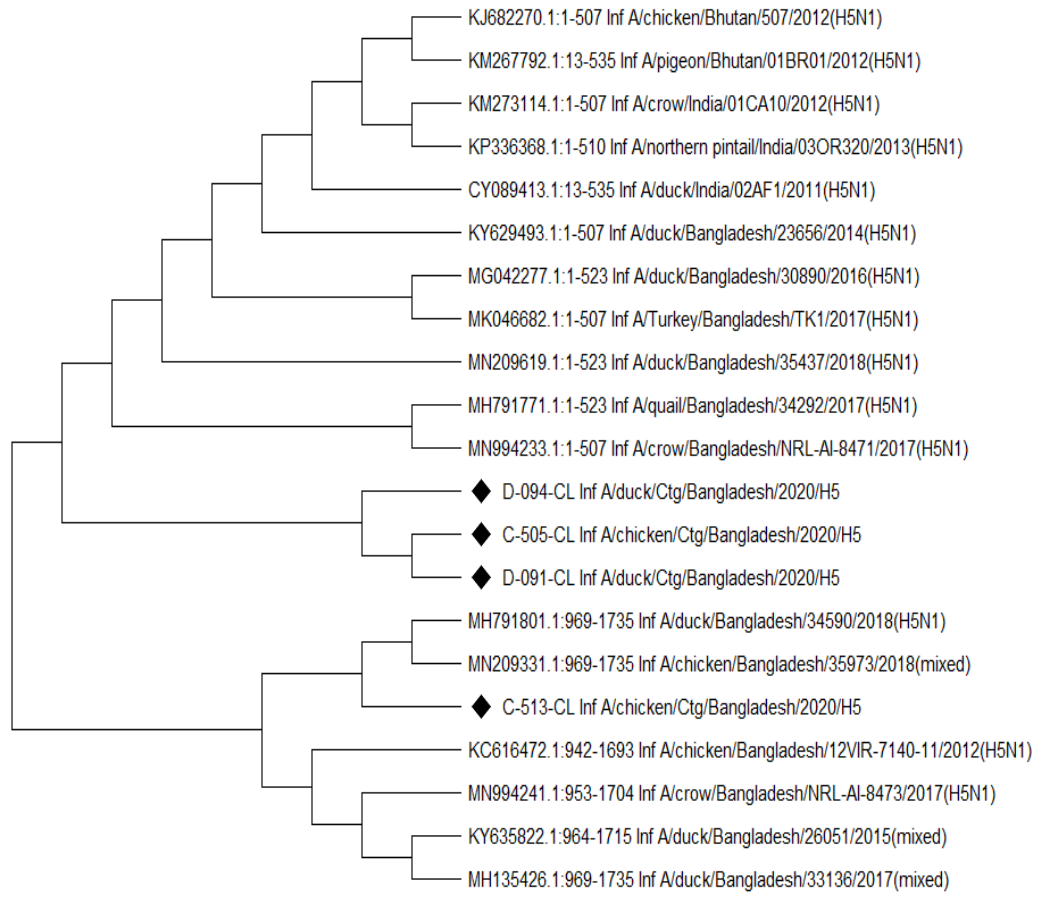 KJ682270.1:1-507 Inf A/chicken/Bhutan/507/2012(H5N1)
KM267792.1:13-535 Inf A/pigeon/Bhutan/01BR01/2012(H5N1)
KM273114.1:1-507 Inf A/crow/India/01CA10/2012(H5N1)
KP336368.1:1-510 Inf A/northern pintail/India/03OR320/2013(H5N1)
CY089413.1:13-535 Inf A/duck/India/02AF1/2011(H5N1)
KY629493.1:1-507 Inf A/duck/Bangladesh/23656/2014(H5N1)
MG042277.1:1-523 Inf A/duck/Bangladesh/30890/2016(H5N1)
MK046682.1:1-507 Inf A/Turkey/Bangladesh/TK1/2017(H5N1)
MN209619.1:1-523 Inf A/duck/Bangladesh/35437/2018(H5N1)
MH791771.1:1-523 Inf A/quail/Bangladesh/34292/2017(H5N1)
MN994233.1:1-507 Inf A/crow/Bangladesh/NRL-AI-8471/2017(H5N1)
D-094-CL Inf A/duck/Ctg/Bangladesh/2020/H5
C-505-CL Inf A/chicken/Ctg/Bangladesh/2020/H5
D-091-CL Inf A/duck/Ctg/Bangladesh/2020/H5
MH791801.1:969-1735 Inf A/duck/Bangladesh/34590/2018(H5N1)
MN209331.1:969-1735 Inf A/chicken/Bangladesh/35973/2018(mixed)
C-513-CL Inf A/chicken/Ctg/Bangladesh/2020/H5
KC616472.1:942-1693 Inf A/chicken/Bangladesh/12VIR-7140-11/2012(H5N1)
MN994241.1:953-1704 Inf A/crow/Bangladesh/NRL-AI-8473/2017(H5N1)
KY635822.1:964-1715 Inf A/duck/Bangladesh/26051/2015(mixed)
MH135426.1:969-1735 Inf A/duck/Bangladesh/33136/2017(mixed)